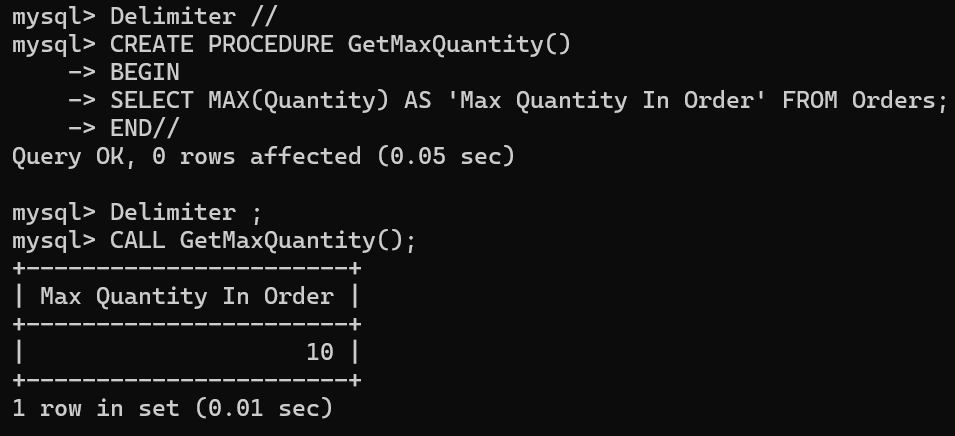 mysql> Delimiter //
mysql> CREATE PROCEDURE GetMaxQuantity()
    -> BEGIN
    -> SELECT MAX(Quantity) AS 'Max Quantity In Order' FROM Orders;
    -> END//
Query OK, 0 rows affected (0.05 sec)

mysql> Delimiter ;
mysql> CALL GetMaxQuantity();
+-----------------------+
| Max Quantity In Order |
+-----------------------+
|                    10 |
+-----------------------+
1 row in set (0.01 sec)